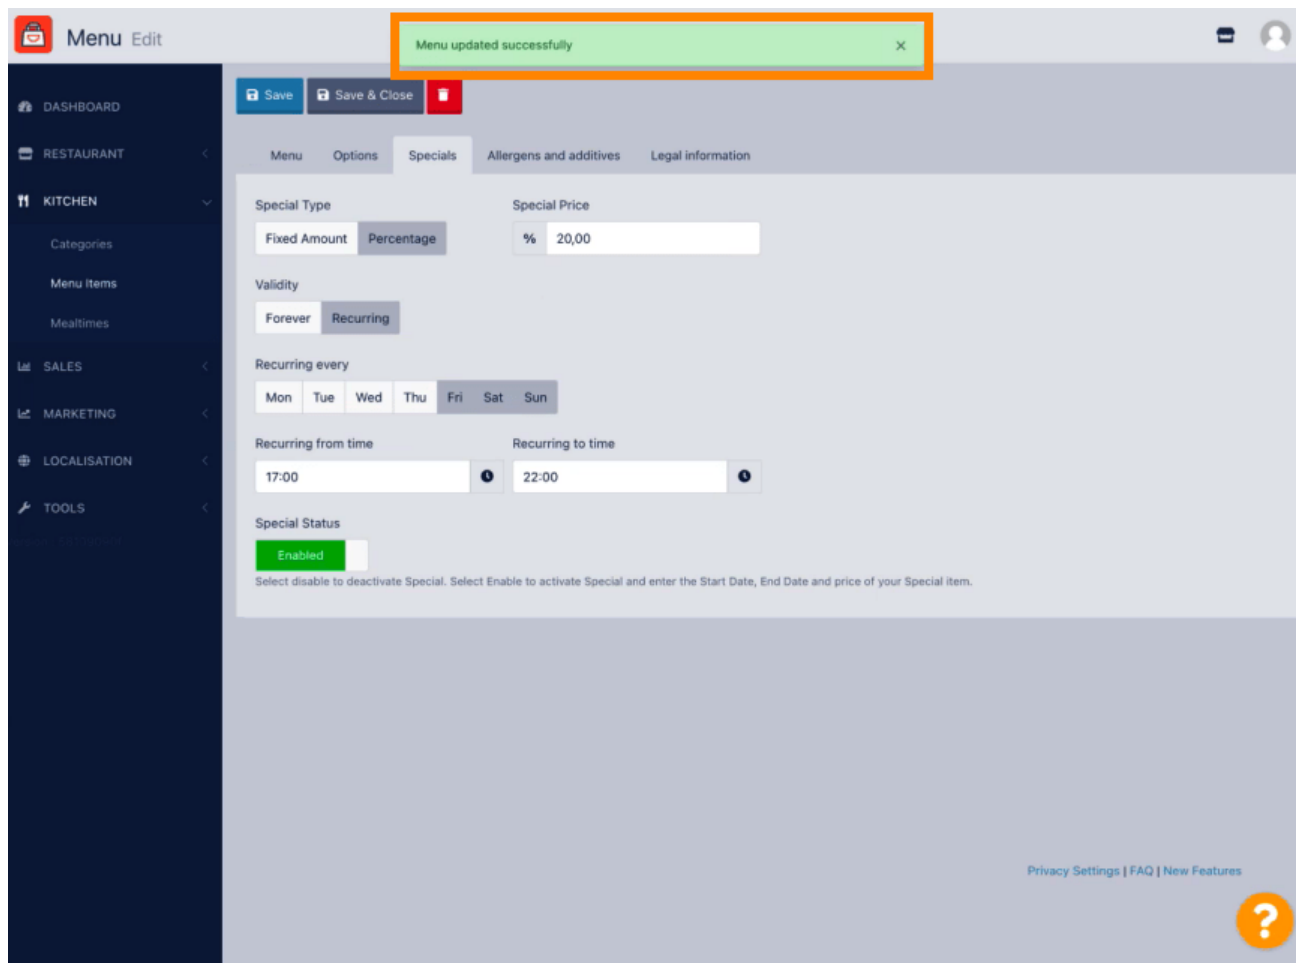 Menu Edit
Menu updated successfully
×
DASHBOARD
RESTAURANT
KITCHEN
Categories
Menu Items
Mealtimes
SALES
MARKETING
LOCALISATION
TOOLS
Save
Save & Close
Menu
Options
Specials
Allergens and additives
Legal information
Special Type
Special Price
Fixed Amount
Percentage
% 20,00
Validity
Forever
Recurring
Recurring every
Mon Tue Wed Thu Fri Sat Sun
Recurring from time
Recurring to time
17:00
22:00
Special Status
Enabled
Select disable to deactivate Special. Select Enable to activate Special and enter the Start Date, End Date and price of your Special item.
Privacy Settings | FAQ | New Features
?